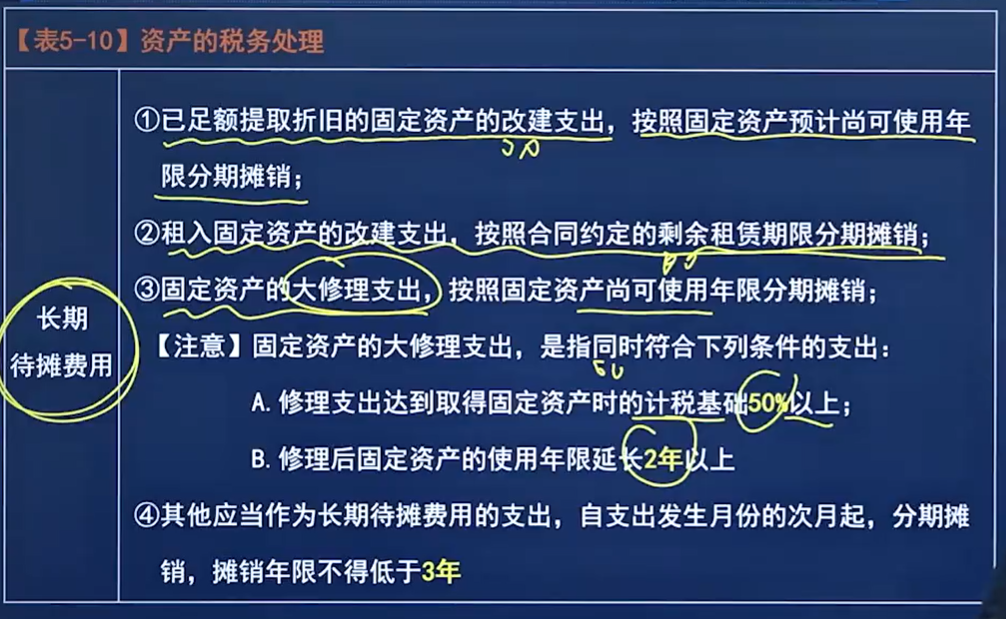 【表5-10】资产的税务处理
①已足额提取折旧的固定资产的改建支出，按照固定资产预计尚可使用年
限分期摊销；
②租入固定资产的改建支出，按照合同约定的剩余租赁期限分期摊销；
③固定资产的大修理支出，按照固定资产尚可使用年限分期摊销；
长期
待摊费用
【注意】固定资产的大修理支出，是指同时符合下列条件的支出：
A.修理支出达到取得固定资产时的计税基础50%以上；
B.修理后固定资产的使用年限延长2年以上
④其他应当作为长期待摊费用的支出，自支出发生月份的次月起，分期摊
销，摊销年限不得低于3年